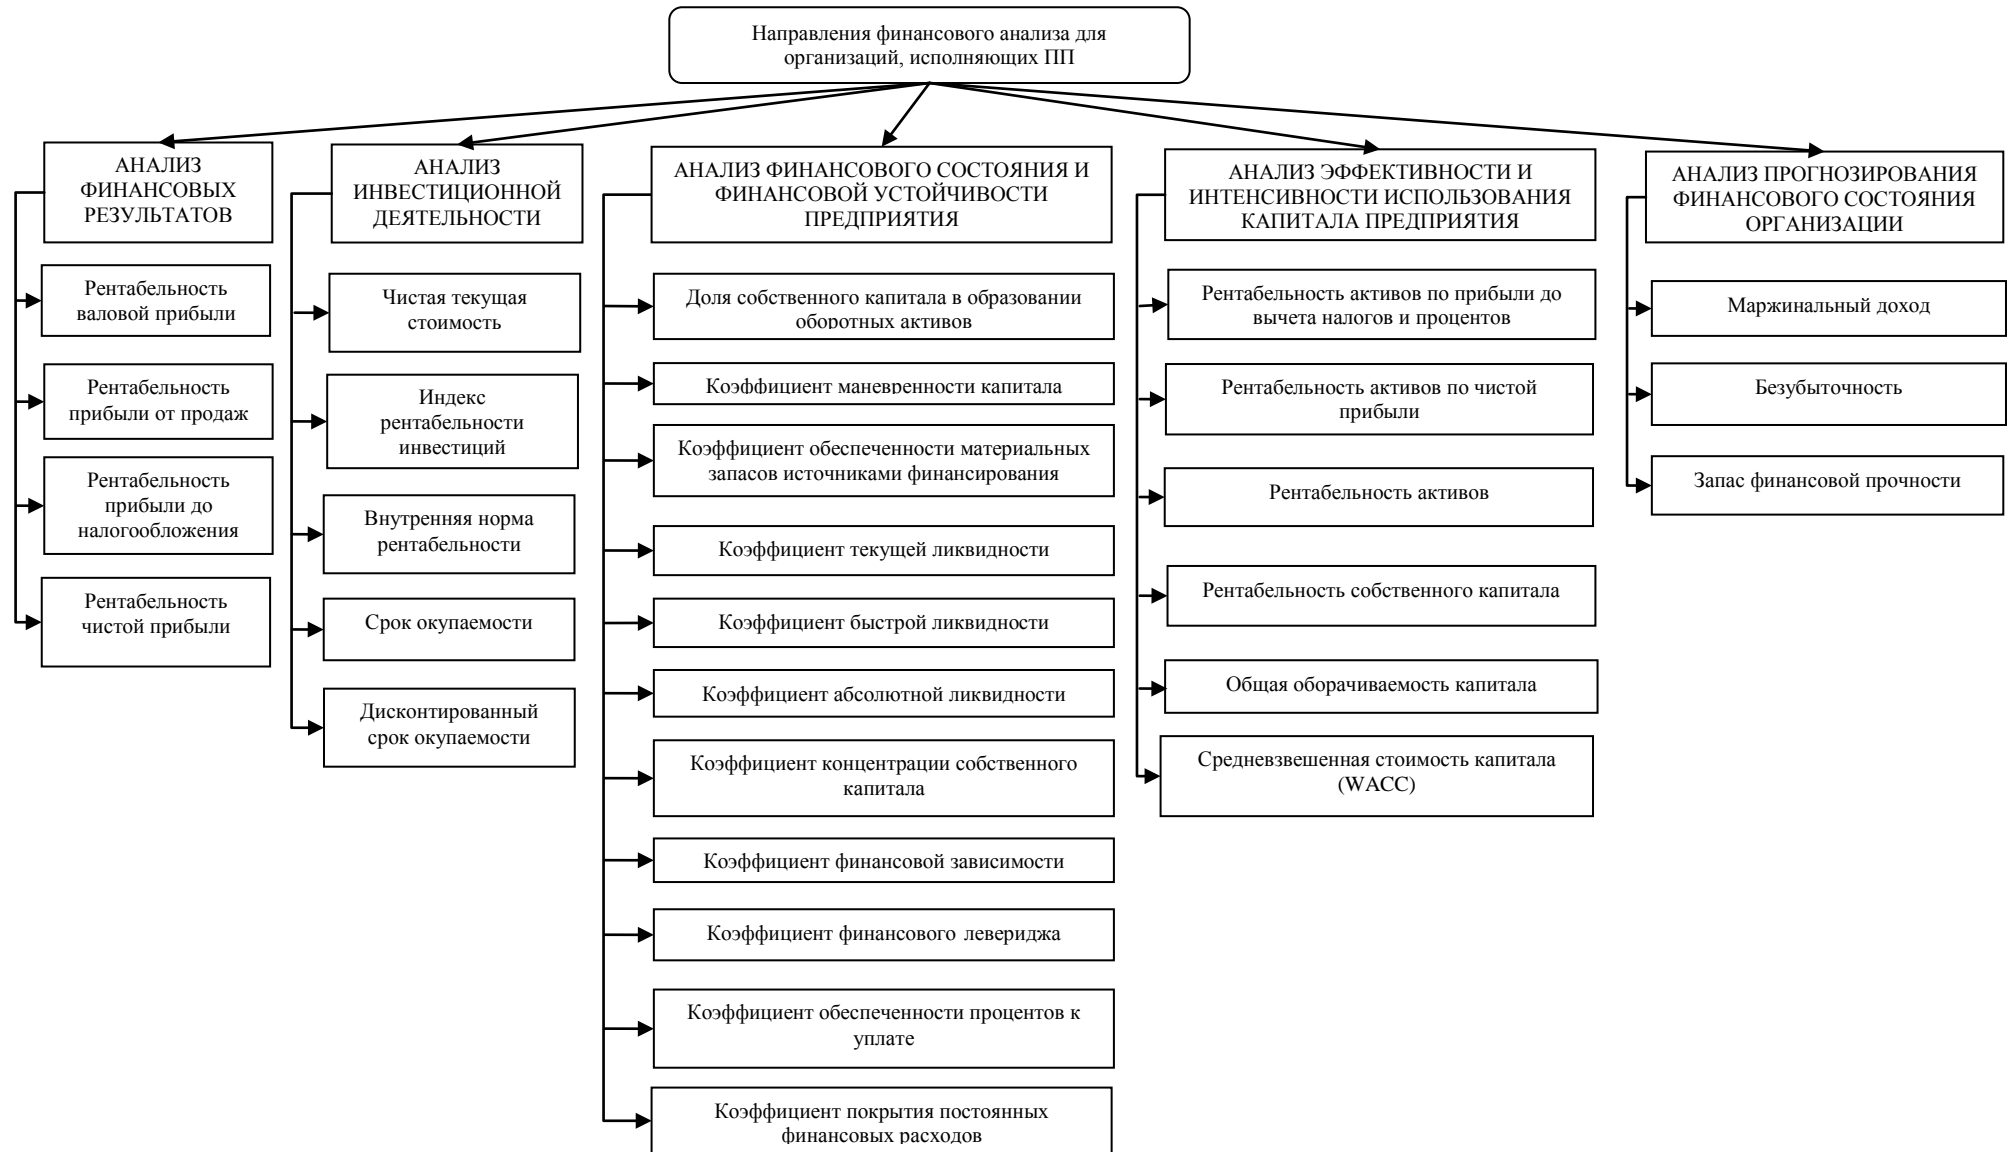 Направления финансового анализа для
организаций, исполняющих ПП
АНАЛИЗ
ФИНАНСОВЫХ
РЕЗУЛЬТАТОВ
Рентабельность
валовой прибыли
Рентабельность
прибыли от продаж
Рентабельность
прибыли до
налогообложения
Рентабельность
чистой прибыли
АНАЛИЗ
ИНВЕСТИЦИОННОЙ
ДЕЯТЕЛЬНОСТИ
Чистая текущая
стоимость
Индекс
рентабельности
инвестиций
Внутренняя норма
рентабельности
Срок окупаемости
Дисконтированный
срок окупаемости
АНАЛИЗ ФИНАНСОВОГО СОСТОЯНИЯ И
ФИНАНСОВОЙ УСТОЙЧИВОСТИ
ПРЕДПРИЯТИЯ
Доля собственного капитала в образовании
оборотных активов
Коэффициент маневренности капитала
Коэффициент обеспеченности материальных
запасов источниками финансирования
Коэффициент текущей ликвидности
Коэффициент быстрой ликвидности
Коэффициент абсолютной ликвидности
Коэффициент концентрации собственного
капитала
Коэффициент финансовой зависимости
Коэффициент финансового левериджа
Коэффициент обеспеченности процентов к
уплате
Коэффициент покрытия постоянных
финансовых расходов
АНАЛИЗ ЭФФЕКТИВНОСТИ И
ИНТЕНСИВНОСТИ ИСПОЛЬЗОВАНИЯ
КАПИТАЛА ПРЕДПРИЯТИЯ
Рентабельность активов по прибыли до
вычета налогов и процентов
Рентабельность активов по чистой
прибыли
Рентабельность активов
Рентабельность собственного капитала
Общая оборачиваемость капитала
Средневзвешенная стоимость капитала
(WACC)
АНАЛИЗ ПРОГНОЗИРОВАНИЯ
ФИНАНСОВОГО СОСТОЯНИЯ
ОРГАНИЗАЦИИ
Маржинальный доход
Безубыточность
Запас финансовой прочности